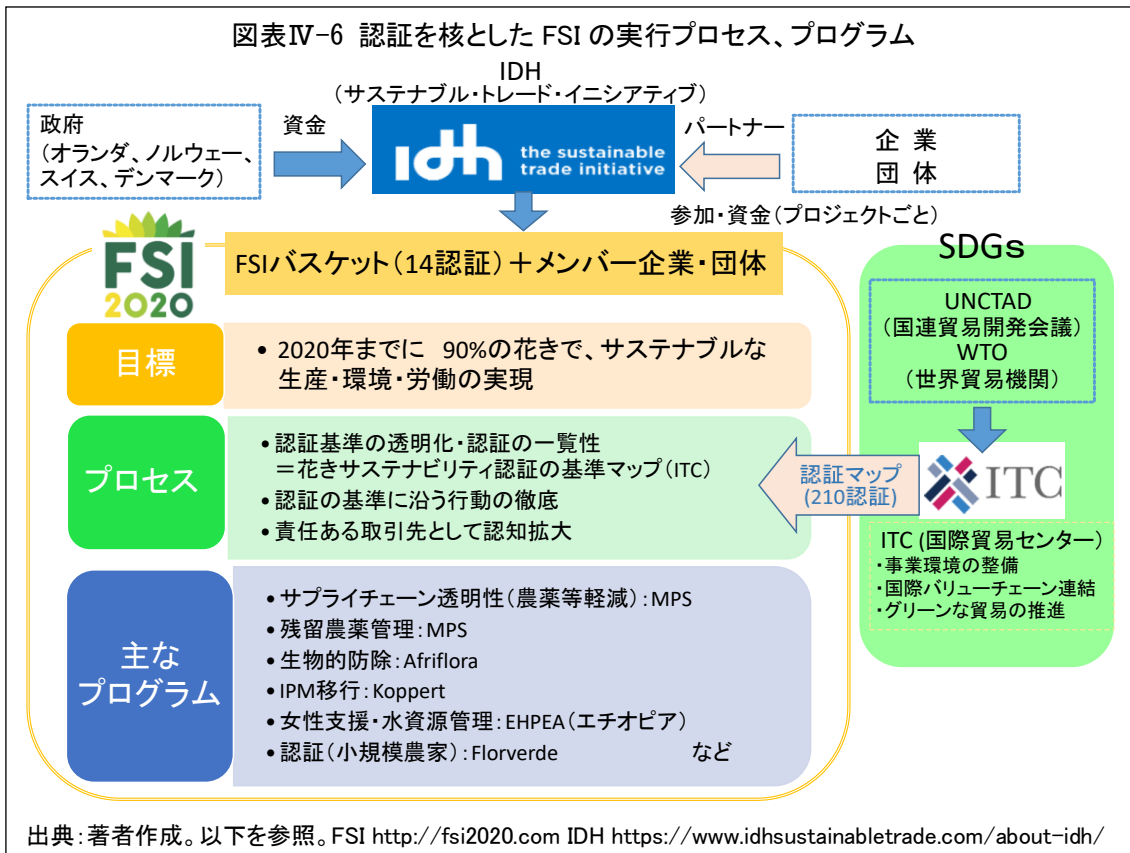 図表Ⅳ-6 認証を核とした FSI の実行プロセス、プログラム
IDH
(サステナブル・トレード・イニシアティブ)
政府
(オランダ、ノルウェー、
スイス、デンマーク)
資金
idh the sustainable
trade initiative
パートナー
企 業
団 体
参加・資金(プロジェクトごと)
FSI
2020
FSIバスケット(14認証)+メンバー企業・団体
目標
• 2020年までに 90%の花きで、サステナブルな
生産・環境・労働の実現
プロセス
• 認証基準の透明化・認証の一覧性
=花きサステナビリティ認証の基準マップ(ITC)
• 認証の基準に沿う行動の徹底
• 責任ある取引先として認知拡大
主な
プログラム
• サプライチェーン透明性(農薬等軽減):MPS
• 残留農薬管理:MPS
• 生物的防除:Afriflora
• IPM移行:Koppert
• 女性支援・水資源管理:EHPEA(エチオピア)
• 認証(小規模農家):Florverde など
SDGs
UNCTAD
(国連貿易開発会議)
WTO
(世界貿易機関)
認証マップ
(210認証)
ITC
ITC (国際貿易センター)
・事業環境の整備
・国際バリューチェーン連結
・グリーンな貿易の推進
出典:著者作成。以下を参照。FSI http://fsi2020.com IDH https://www.idhsustainabletrade.com/about-idh/